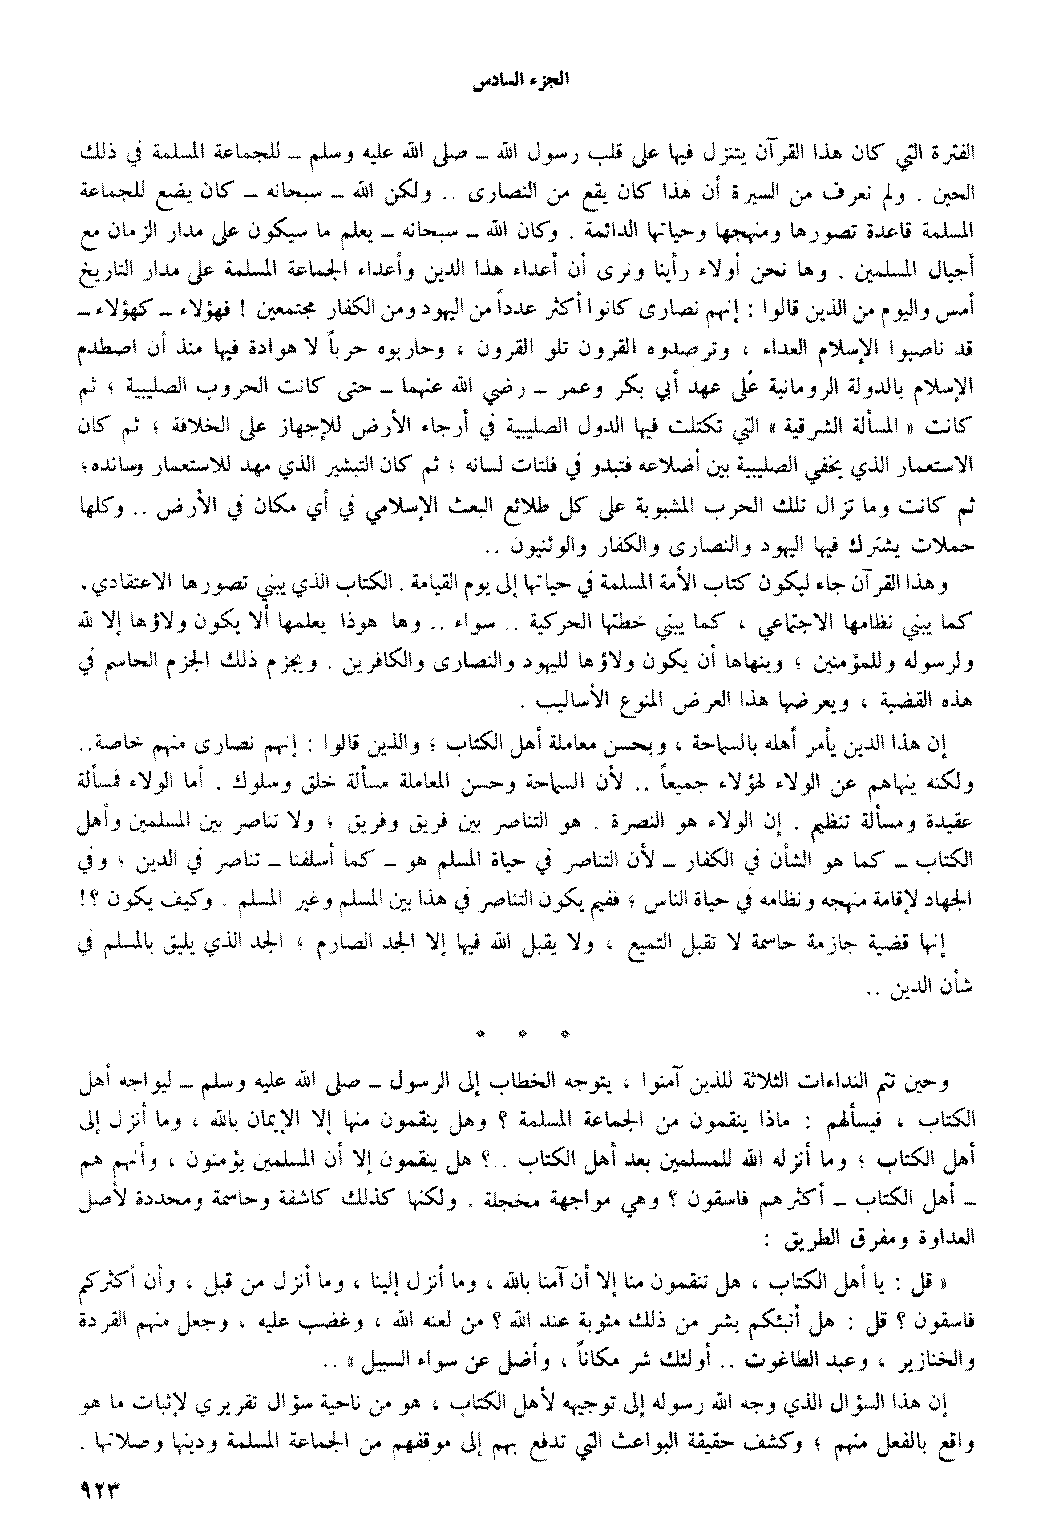 الجزء السادس
الفترة التي كان هذا القرآن يتنزل فيها على قلب رسول الله – صلى الله عليه وسلم – للجماعة المسلمة في ذلك
الحين . ولم نعرف من السيرة أن هذا كان يقع من النصارى .. ولكن الله – سبحانه – كان يضع للجماعة
المسلمة قاعدة تصورها ومنهجها وحياتها الدائمة . وكان الله – سبحانه – يعلم ما سيكون على مدار الزمان مع
أجيال المسلمين . وها نحن أولاء رأينا ونرى أن أعداء هذا الدين وأعداء الجماعة المسلمة على مدار التاريخ
أمس واليوم من الذين قالوا : إنهم نصارى كانوا أكثر عدداً من اليهود ومن الكفار مجتمعين ! فهؤلاء – كهؤلاء –
قد ناصبوا الإسلام العداء ، وترصدوه القرون تلو القرون ، وحاربوه حرباً لا هوادة فيها منذ أن اصطدم
الإسلام بالدولة الرومانية على عهد أبي بكر وعمر – رضي الله عنهما – حتى كانت الحروب الصليبية ؛ ثم
كانت « المسألة الشرقية » التي تكتلت فيها الدول الصليبية في أرجاء الأرض للإجهاز على الخلافة ؛ ثم كان
الاستعمار الذي يخفي الصليبية بين أضلاعه فتبدو في فلتات لسانه ؛ ثم كان التبشير الذي مهد للاستعمار وسانده؛
ثم كانت وما تزال تلك الحرب المشبوبة على كل طلائع البعث الإسلامي في أي مكان في الأرض .. وكلها
حملات يشترك فيها اليهود والنصارى والكفار والوثنيون ..
وهذا القرآن جاء ليكون كتاب الأمة المسلمة في حياتها إلى يوم القيامة . الكتاب الذي يبني تصورها الاعتقادي،
كما يبني نظامها الاجتماعي ، كما يبني خطتها الحركية .. سواء .. وها هوذا يعلمها ألا يكون ولاؤها إلا لله
ولرسوله وللمؤمنين ؛ وينهاها أن يكون ولاؤها لليهود والنصارى والكافرين . ويجزم ذلك الجزم الحاسم في
هذه القضية ، ويعرضها هذا العرض المنوع الأساليب .
إن هذا الدين يأمر أهله بالسماحة ، وبحسن معاملة أهل الكتاب ؛ والذين قالوا : إنهم نصارى منهم خاصة..
ولكنه ينهاهم عن الولاء لهؤلاء جميعاً .. لأن السماحة وحسن المعاملة مسألة خلق وسلوك . أما الولاء فمسألة
عقيدة ومسألة تنظيم . إن الولاء هو النصرة . هو التناصر بين فريق وفريق ؛ ولا تناصر بين المسلمين وأهل
الكتاب – كما هو الشأن في الكفار – لأن التناصر في حياة المسلم هو – كما أسلفنا – تناصر في الدين ؛ وفي
الجهاد لإقامة منهجه ونظامه في حياة الناس ؛ ففيم يكون التناصر في هذا بين المسلم وغير المسلم . وكيف يكون ؟!
إنها قضية جازمة حاسمة لا تقبل التميع ، ولا يقبل الله فيها إلا الجد الصارم ؛ الجد الذي يليق بالمسلم في
شأن الدين ..
* * *
وحين تتم النداءات الثلاثة للذين آمنوا ، يتوجه الخطاب إلى الرسول – صلى الله عليه وسلم – ليواجه أهل
الكتاب ، فيسألهم : ماذا ينقمون من الجماعة المسلمة ؟ وهل ينقمون منها إلا الإيمان بالله ، وما أنزل إلى
أهل الكتاب ؛ وما أنزله الله للمسلمين بعد أهل الكتاب ..؟ هل ينقمون إلا أن المسلمين يؤمنون ، وأنهم هم
– أهل الكتاب – أكثرهم فاسقون ؟ وهي مواجهة مخجلة . ولكنها كذلك كاشفة وحاسمة ومحددة لأصل
العداوة ومفرق الطريق :
« قل : يا أهل الكتاب ، هل تنقمون منا إلا أن آمنا بالله ، وما أنزل إلينا ، وما أنزل من قبل ، وأن أكثركم
فاسقون ؟ قل : هل أنبئكم بشر من ذلك مثوبة عند الله ؟ من لعنه الله ، وغضب عليه ، وجعل منهم القردة
والخنازير ، وعبد الطاغوت .. أولئك شر مكاناً ، وأضل عن سواء السبيل » ..
إن هذا السؤال الذي وجه الله رسوله إلى توجيهه لأهل الكتاب ، هو من ناحية سؤال تقريري لإثبات ما هو
واقع بالفعل منهم ؛ وكشف حقيقة البواعث التي تدفع بهم إلى موقفهم من الجماعة المسلمة ودينها وصلاتها .
٩٢٣